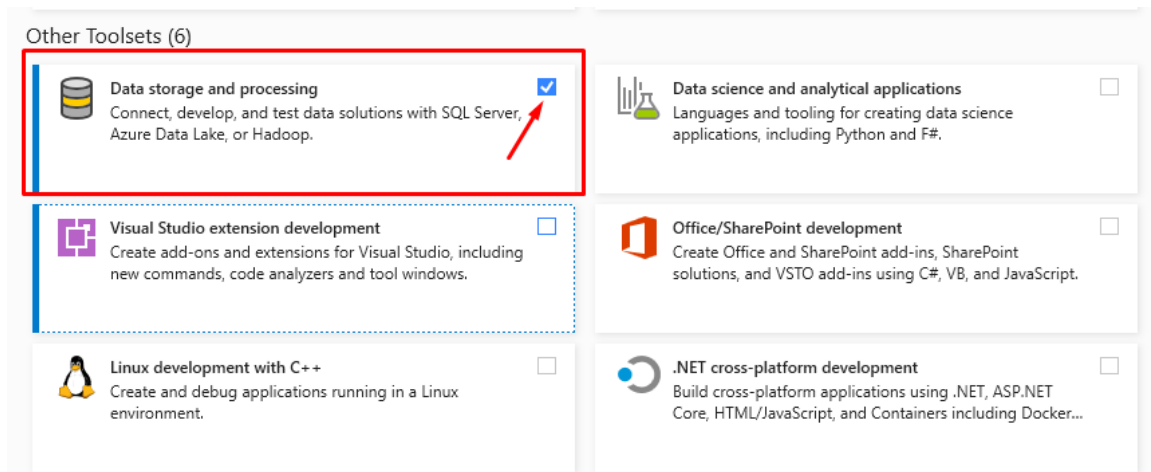 Other Toolsets (6)
Data storage and processing
Connect, develop, and test data solutions with SQL Server,
Azure Data Lake, or Hadoop.
Data science and analytical applications
Languages and tooling for creating data science
applications, including Python and F#.
Visual Studio extension development
Create add-ons and extensions for Visual Studio, including
new commands, code analyzers and tool windows.
Office/SharePoint development
Create Office and SharePoint add-ins, SharePoint
solutions, and VSTO add-ins using C#, VB, and JavaScript.
Linux development with C++
Create and debug applications running in a Linux
environment.
.NET cross-platform development
Build cross-platform applications using .NET, ASP.NET
Core, HTML/JavaScript, and Containers including Docker...